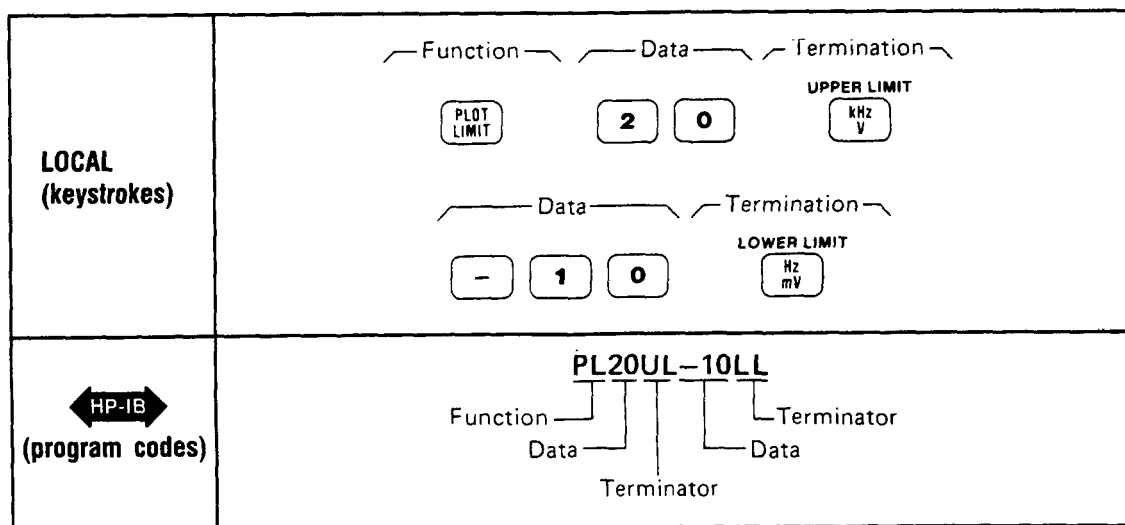 LOCAL
(keystrokes)
Function Data Termination
UPPER LIMIT
PLOT
LIMIT
2 0
kHz
V
Data Termination
LOWER LIMIT
- 1 0
Hz
mV
HP-IB
(program codes)
PL20UL-10LL
Function Terminator
Data Data
Terminator